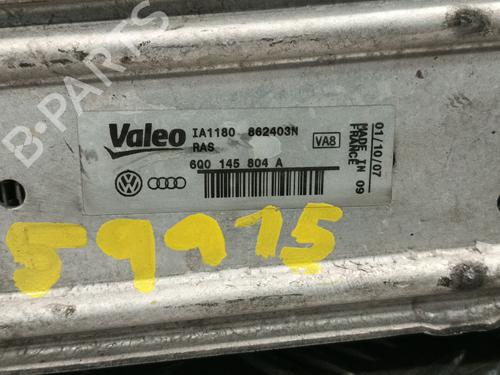 B-PARTS
Valeo IA1180 862403N
RAS
VA8
6Q0 145 804 A
01/10/07
MADE IN 09
FRANCE
59915